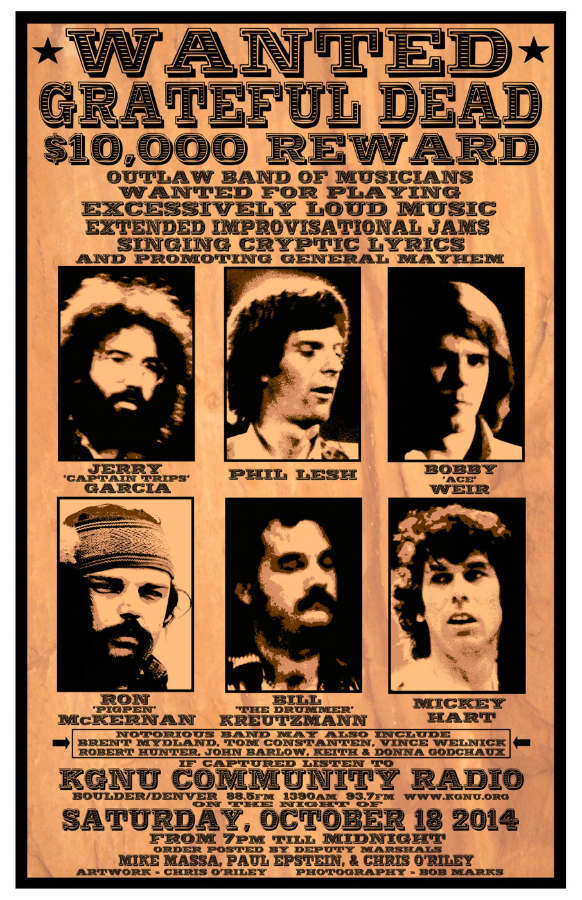 WANTED
GRATEFUL DEAD
$10,000 REWARD
OUTLAW BAND OF MUSICIANS
WANTED FOR PLAYING
EXCESSIVELY LOUD MUSIC
EXTENDED IMPROVISATIONAL JAMS
SINGING CRYPTIC LYRICS
AND PROMOTING GENERAL MAYHEM
JERRY
'CAPTAIN TRIPS'
GARCIA
PHIL LESH
BOBBY
'ACE'
WEIR
RON
'PIGPEN'
McKERNAN
BILL
'THE DRUMMER'
KREUTZMANN
MICKEY
HART
NOTORIOUS BAND MAY ALSO INCLUDE
BRENT MYDLAND, TOM CONSTANTEN, VINCE WELNICK
ROBERT HUNTER, JOHN BARLOW, KEITH & DONNA GODCHAUX
IF CAPTURED LISTEN TO
KGNU COMMUNITY RADIO
BOULDER/DENVER 88.5FM 1390AM 93.7FM WWW.KGNU.ORG
ON THE NIGHT OF
SATURDAY, OCTOBER 18 2014
FROM 7PM TILL MIDNIGHT
ORDER POSTED BY DEPUTY MARSHALS
MIKE MASSA, PAUL EPSTEIN, & CHRIS O'RILEY
ARTWORK - CHRIS O'RILEY PHOTOGRAPHY - BOB MARKS